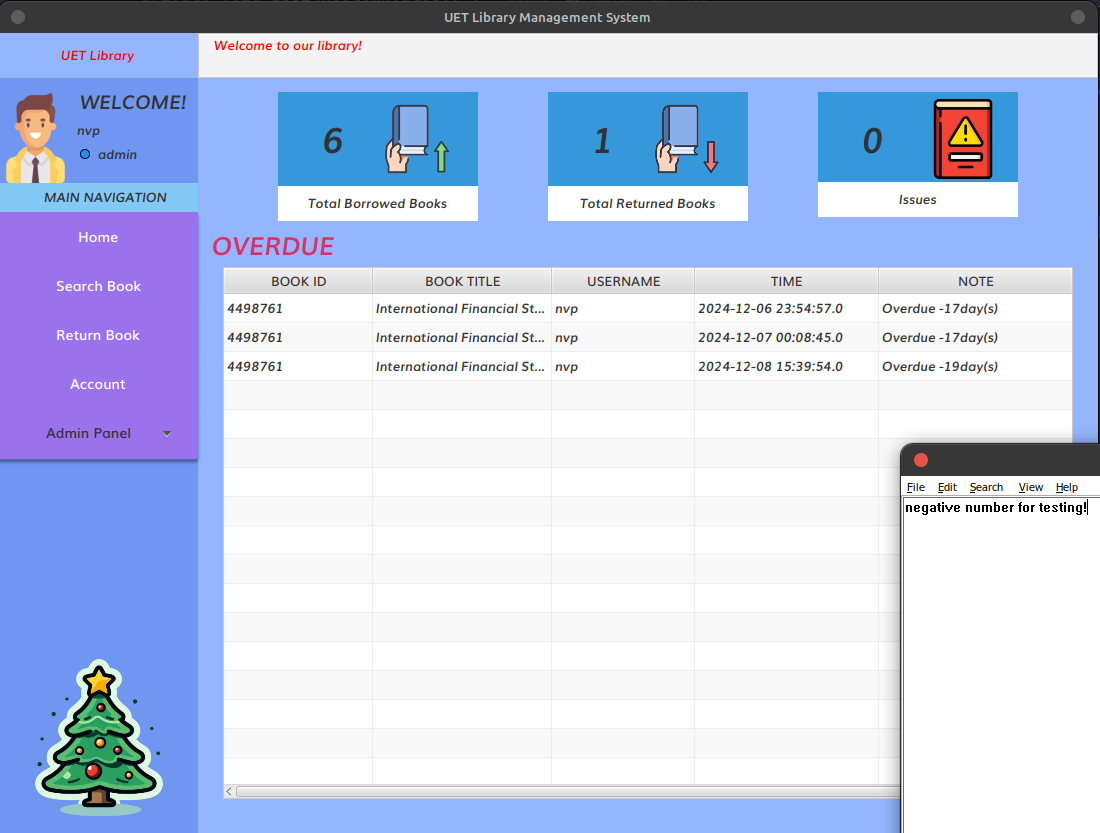 UET Library Management System
UET Library
Welcome to our library!
WELCOME!
nvp
admin
MAIN NAVIGATION
Home
Search Book
Return Book
Account
Admin Panel
6
Total Borrowed Books
1
Total Returned Books
0
Issues
OVERDUE
BOOK ID BOOK TITLE USERNAME TIME NOTE
4498761 International Financial St... nvp 2024-12-06 23:54:57.0 Overdue -17day(s)
4498761 International Financial St... nvp 2024-12-07 00:08:45.0 Overdue -17day(s)
4498761 International Financial St... nvp 2024-12-08 15:39:54.0 Overdue -19day(s)
File Edit Search View Help
negative number for testing!